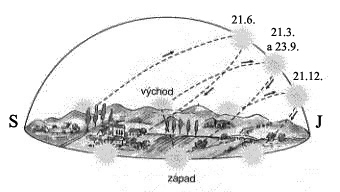 21.6.
21.3.
a 23.9.
21.12.
východ
S
J
západ